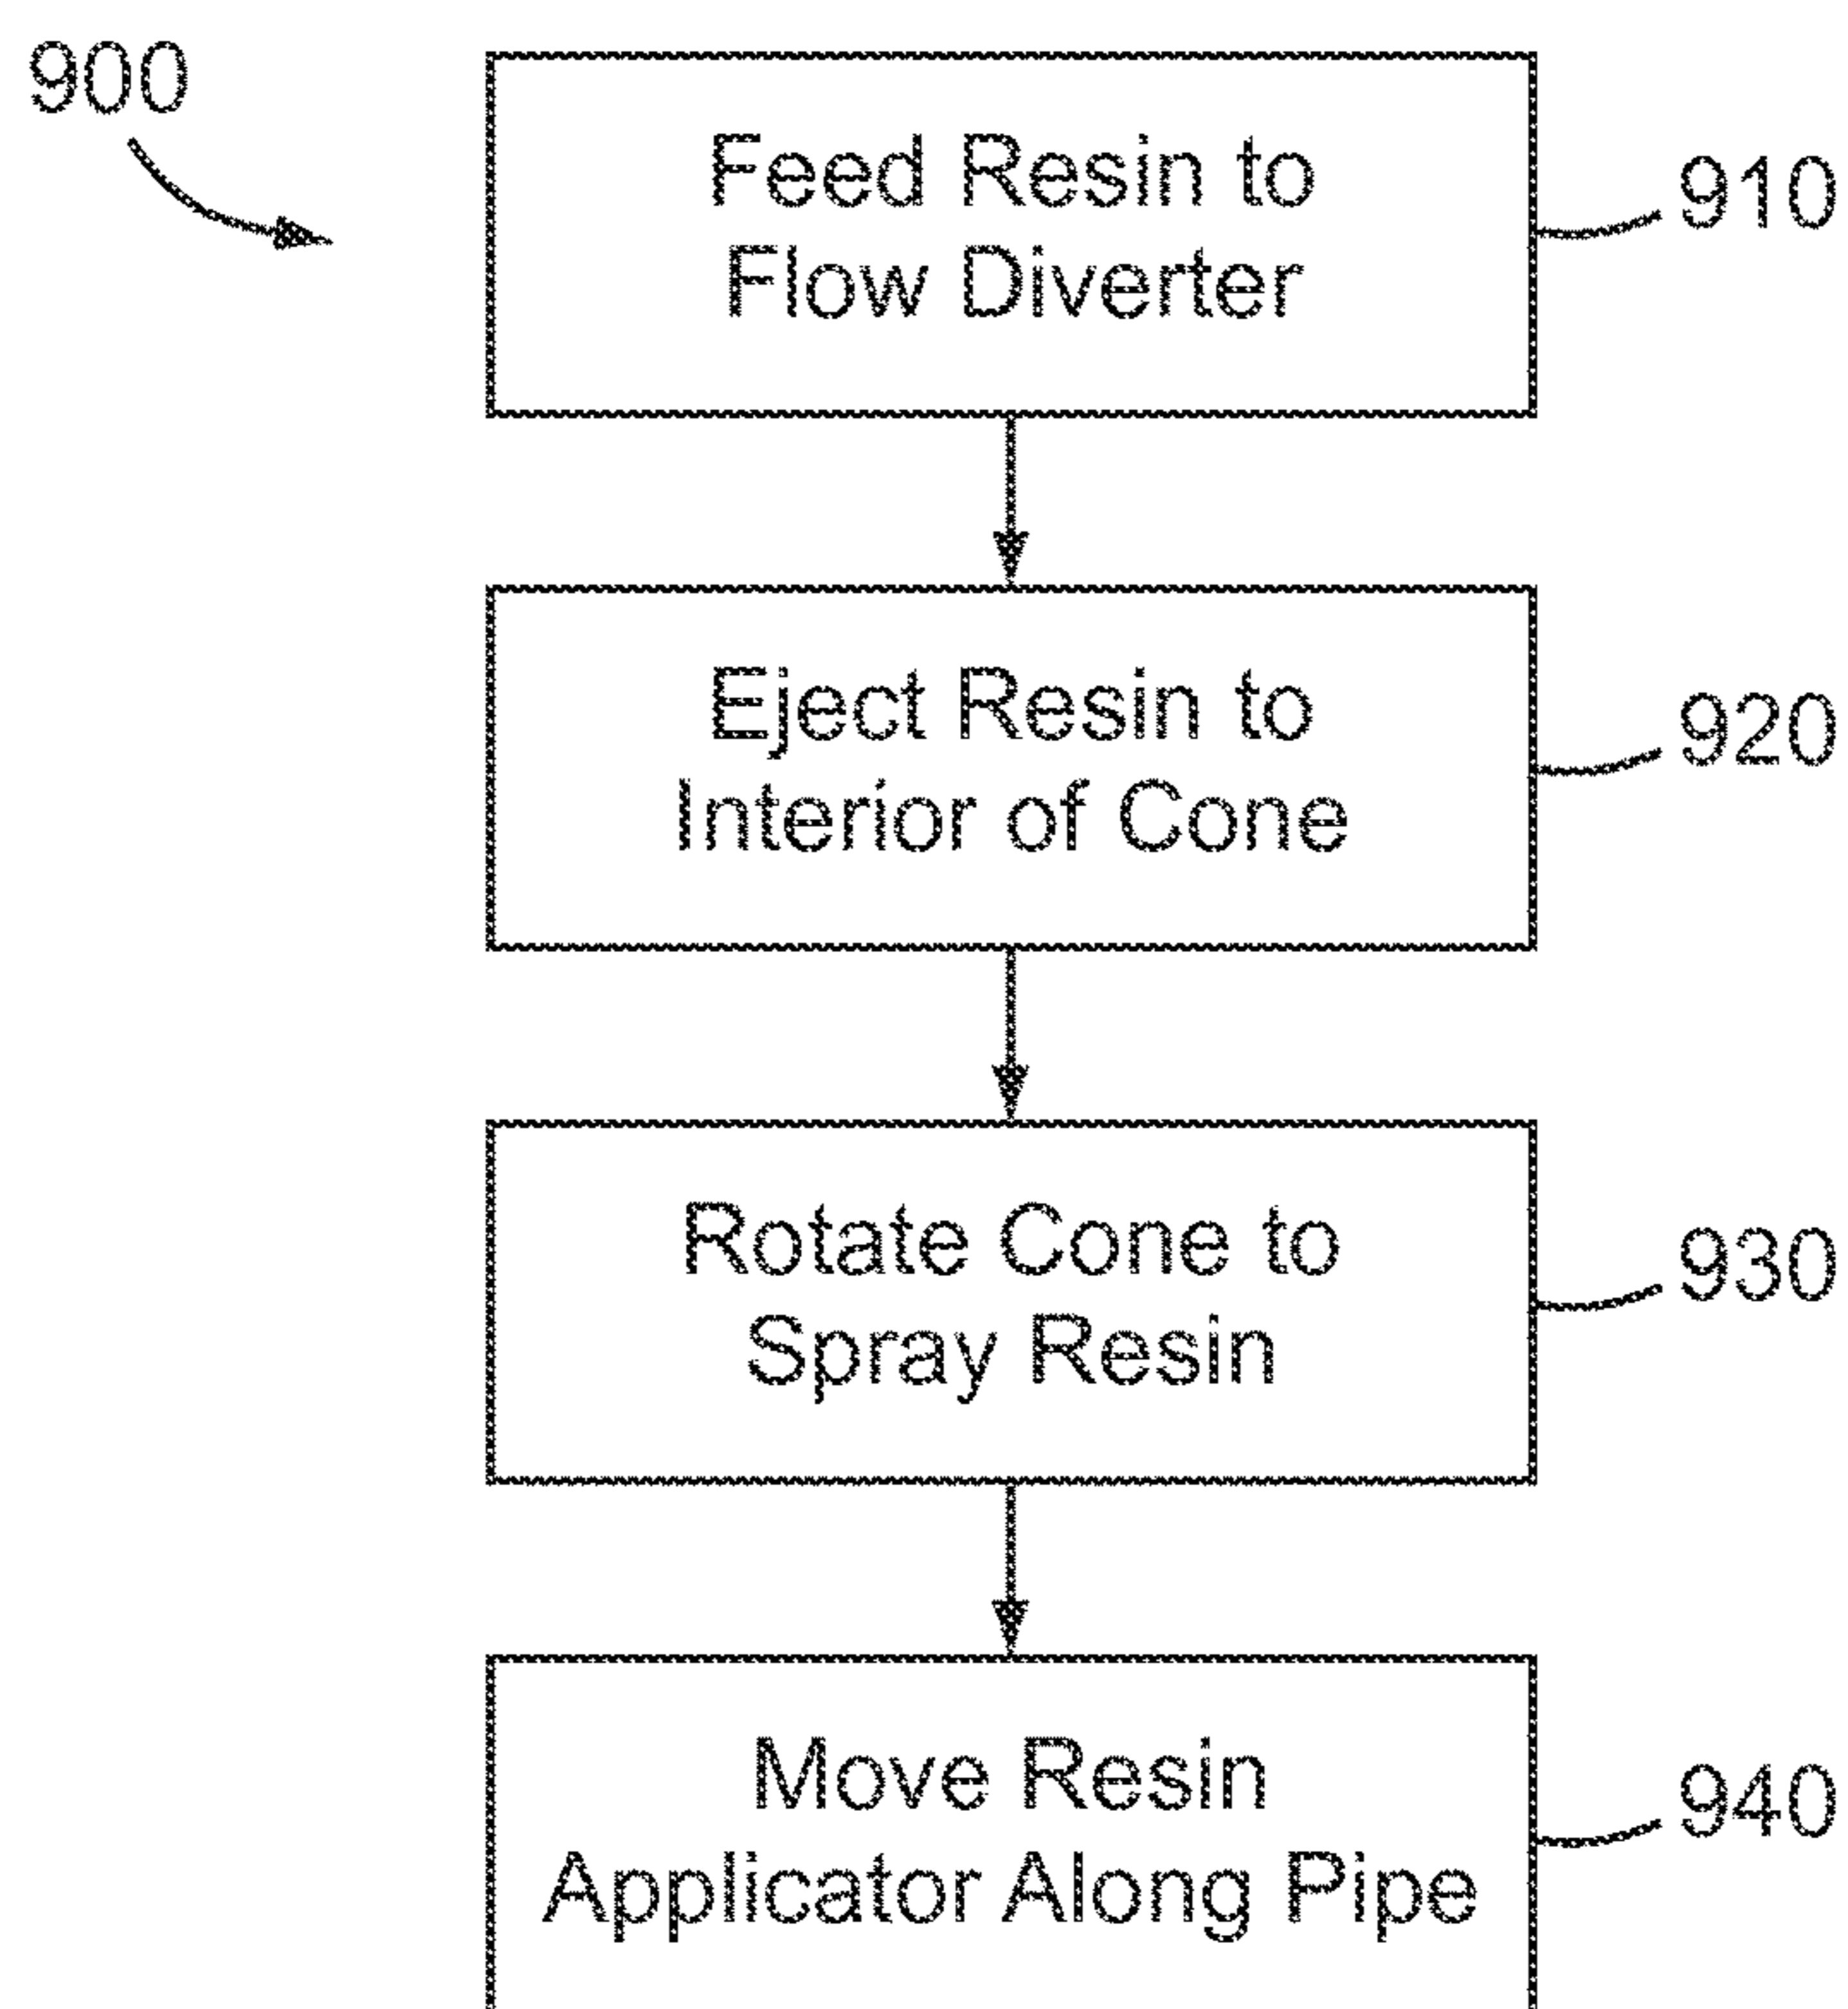 900
Feed Resin to
Flow Diverter
910
Eject Resin to
Interior of Cone
920
Rotate Cone to
Spray Resin
930
Move Resin
Applicator Along Pipe
940